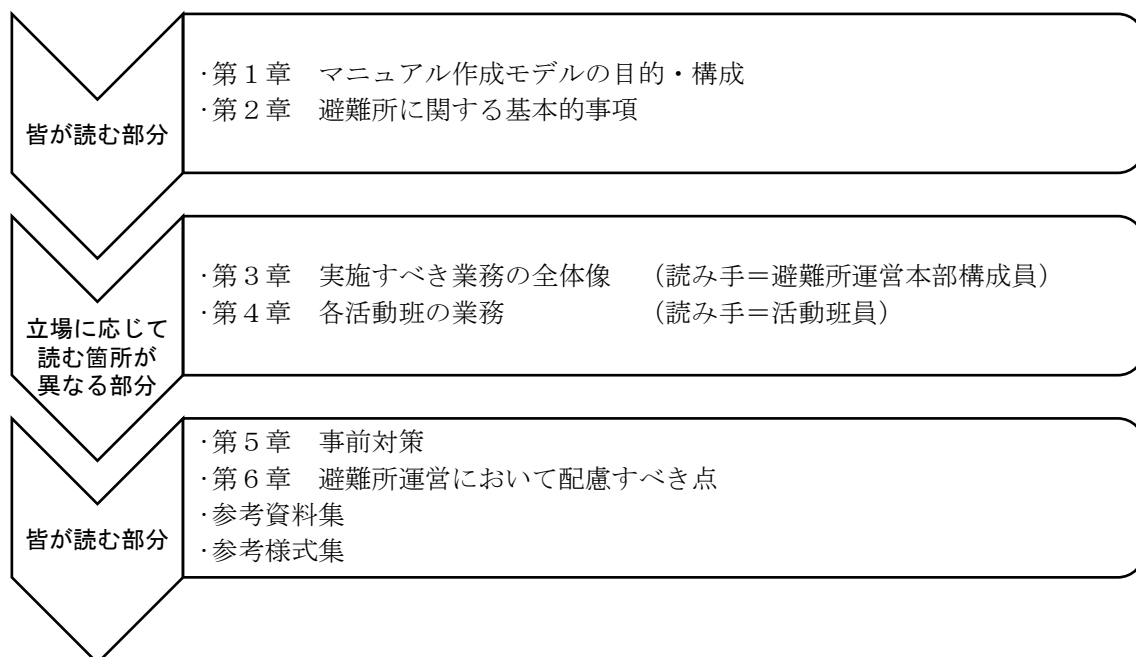 皆が読む部分
·第１章　マニュアル作成モデルの目的・構成
·第２章　避難所に関する基本的事項
立場に応じて
読む箇所が
異なる部分
·第３章　実施すべき業務の全体像　（読み手＝避難所運営本部構成員）
·第４章　各活動班の業務　　　　　（読み手＝活動班員）
皆が読む部分
·第５章　事前対策
·第６章　避難所運営において配慮すべき点
·参考資料集
·参考様式集